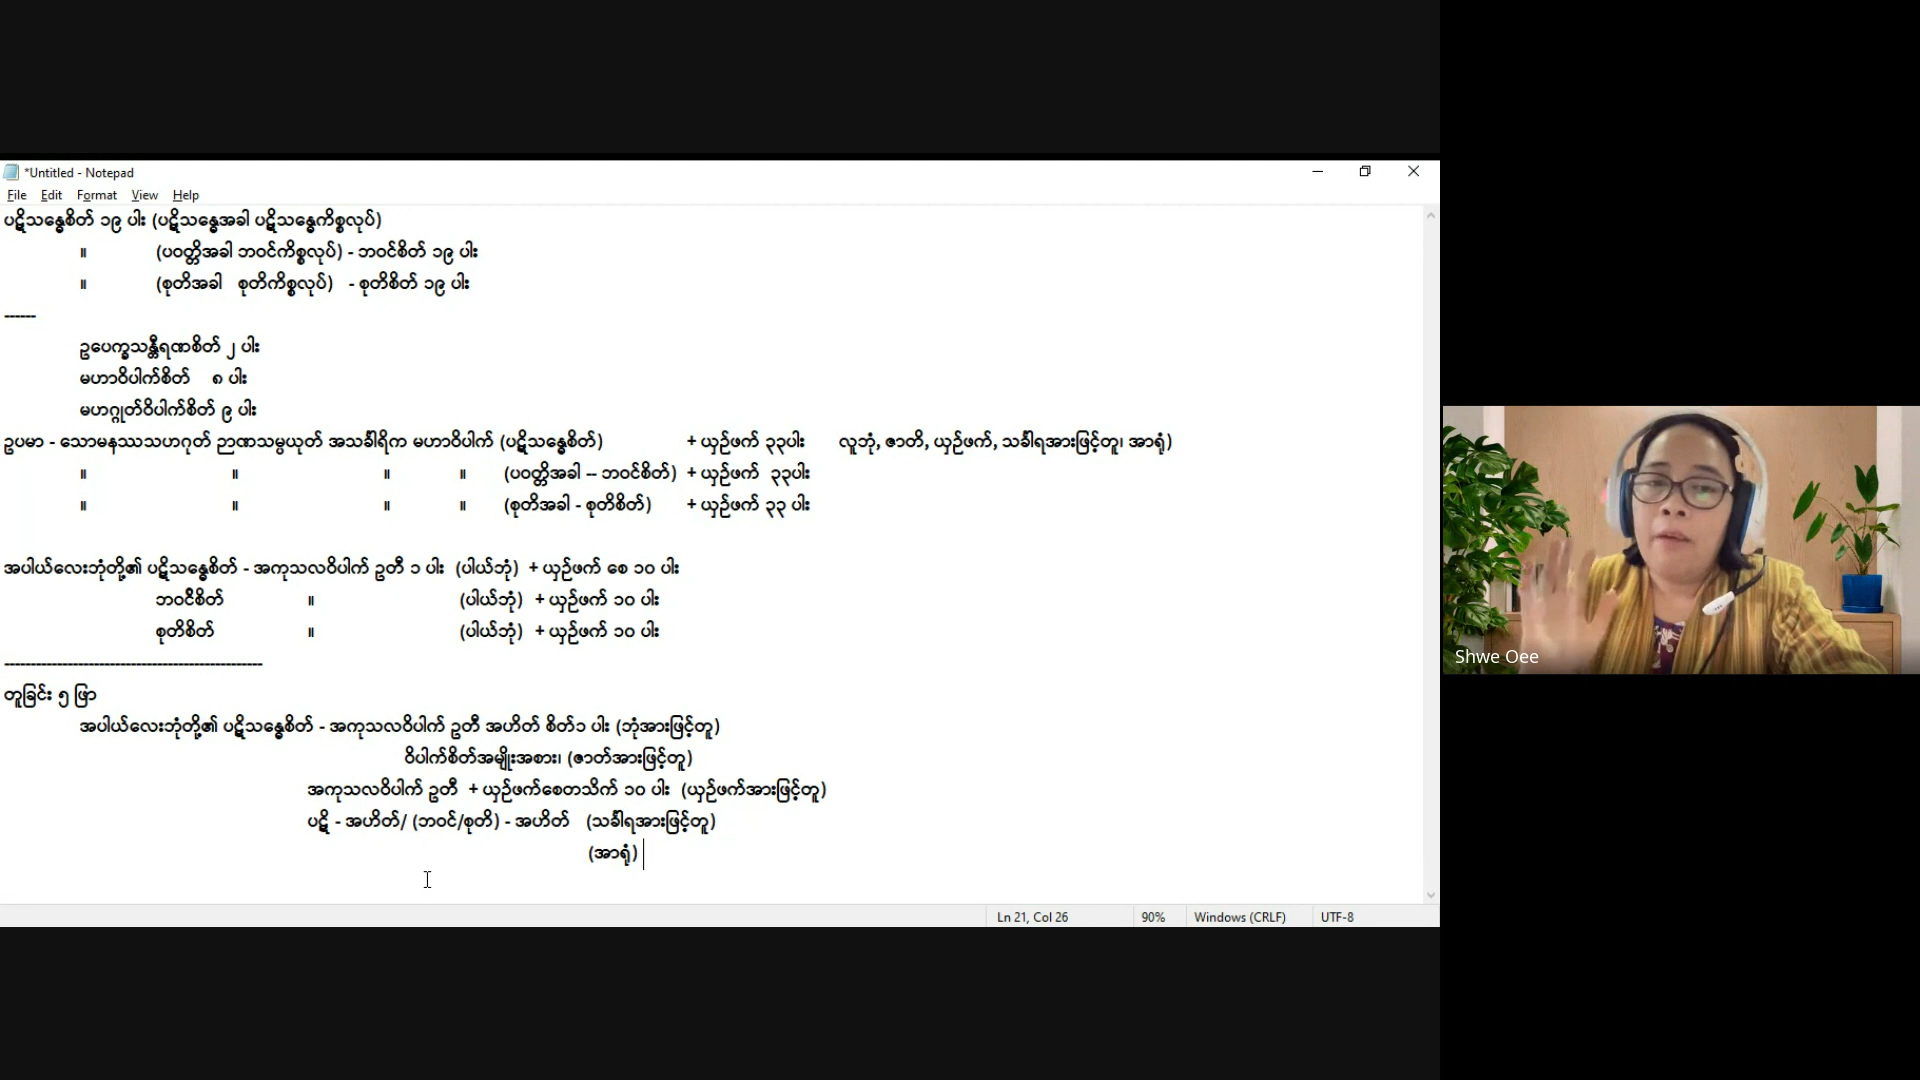 *Untitled - Notepad
File Edit Format View Help
ပဋိသန္ဓေစိတ် ၁၉ ပါး (ပဋိသန္ဓေအခါ ပဋိသန္ဓေကိစ္စလုပ်)
။ (ပဝတ္တိအခါ ဘဝင်ကိစ္စလုပ်) - ဘဝင်စိတ် ၁၉ ပါး
။ (စုတိအခါ စုတိကိစ္စလုပ်) - စုတိစိတ် ၁၉ ပါး
------
ဥပေက္ခသန္တီရဏစိတ် ၂ ပါး
မဟာဝိပါက်စိတ် ၈ ပါး
မဟဂ္ဂုတ်ဝိပါက်စိတ် ၉ ပါး
ဥပမာ - သောမနဿသဟဂုတ် ဉာဏသမ္ပယုတ် အသင်္ခါရိက မဟာဝိပါက် (ပဋိသန္ဓေစိတ်) + ယှဉ်ဖက် ၃၃ပါး လူဘုံ, ဇာတိ, ယှဉ်ဖက်, သင်္ခါရအားဖြင့်တူ၊ အာရုံ)
။ ။ ။ ။ (ပဝတ္တိအခါ -- ဘဝင်စိတ်) + ယှဉ်ဖက် ၃၃ပါး
။ ။ ။ ။ (စုတိအခါ - စုတိစိတ်) + ယှဉ်ဖက် ၃၃ ပါး
အပါယ်လေးဘုံတို့၏ ပဋိသန္ဓေစိတ် - အကုသလဝိပါက် ဥတီ ၁ ပါး (ပါယ်ဘုံ) + ယှဉ်ဖက် စေ ၁၀ ပါး
ဘဝင်စိတ် ။ (ပါယ်ဘုံ) + ယှဉ်ဖက် ၁၀ ပါး
စုတိစိတ် ။ (ပါယ်ဘုံ) + ယှဉ်ဖက် ၁၀ ပါး
-------------------------------------------------
တူခြင်း ၅ ဖြာ
အပါယ်လေးဘုံတို့၏ ပဋိသန္ဓေစိတ် - အကုသလဝိပါက် ဥတီ အဟိတ် စိတ်၁ ပါး (ဘုံအားဖြင့်တူ)
ဝိပါက်စိတ်အမျိုးအစား၊ (ဇာတ်အားဖြင့်တူ)
အကုသလဝိပါက် ဥတီ + ယှဉ်ဖက်စေတသိက် ၁၀ ပါး (ယှဉ်ဖက်အားဖြင့်တူ)
ပဋိ - အဟိတ်/ (ဘဝင်/စုတိ) - အဟိတ် (သင်္ခါရအားဖြင့်တူ)
(အာရုံ)
Ln 21, Col 26 90% Windows (CRLF) UTF-8
Shwe Oee